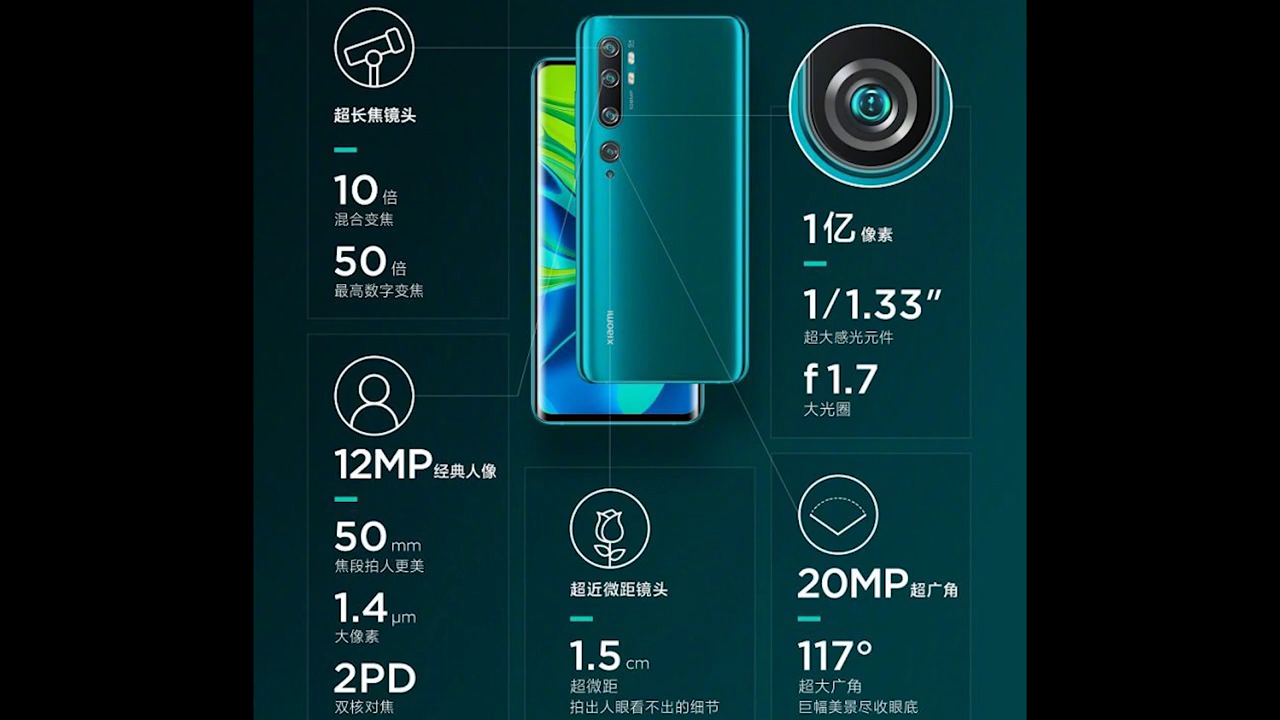 超长焦镜头
10倍
混合变焦
50倍
最高数字变焦
12MP经典人像
50mm
焦段拍人更美
1.4μm
大像素
2PD
双核对焦
XIAOMI
超近微距镜头
1.5cm
超微距
拍出人眼看不出的细节
1亿像素
1/1.33"
超大感光元件
f1.7
大光圈
20MP超广角
117°
超大广角
巨幅美景尽收眼底